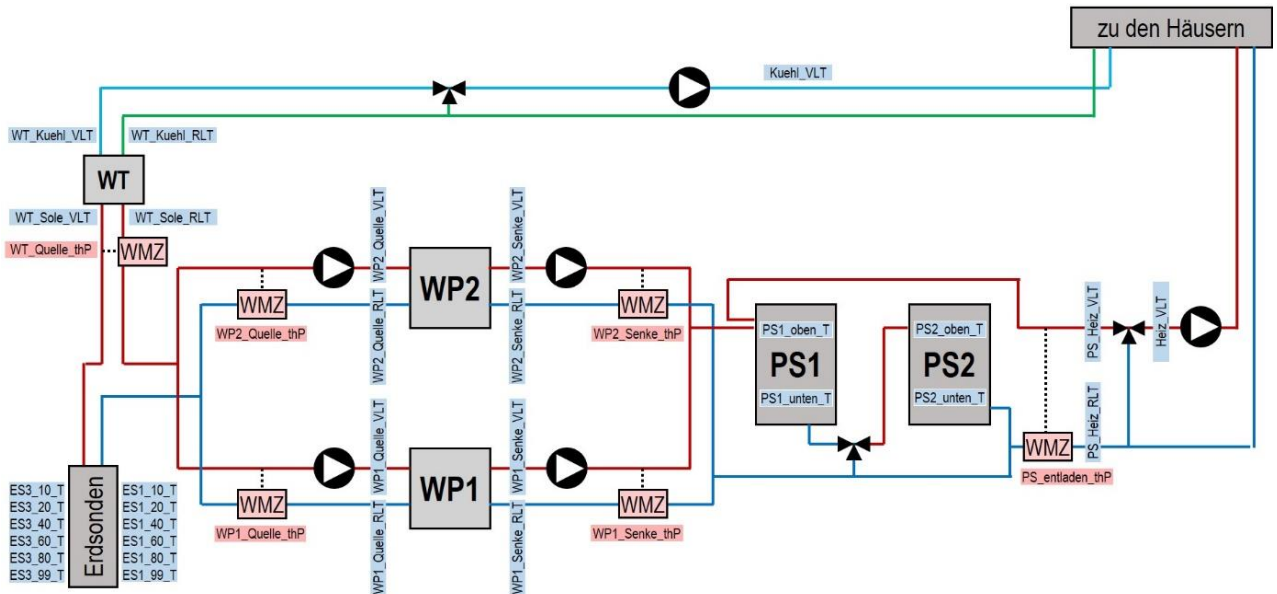 zu den Häusern
Kuehl_VLT
WT_Kuehl_VLT
WT_Kuehl_RLT
WT
WT_Sole_VLT
WT_Sole_RLT
WT_Quelle_thP
WMZ
WP2_Quelle_VLT
WP2_Senke_VLT
WP2
WMZ
WMZ
WP2_Quelle_thP
WP2_Quelle_RLT
WP2_Senke_RLT
WP2_Senke_thP
PS1_oben_T
PS1
PS1_unten_T
PS2_oben_T
PS2
PS2_unten_T
PS_Heiz_VLT
Heiz_VLT
PS_Heiz_RLT
WMZ
PS_entladen_thP
WP1_Quelle_VLT
WP1_Senke_VLT
WP1
WMZ
WMZ
WP1_Quelle_thP
WP1_Quelle_RLT
WP1_Senke_RLT
WP1_Senke_thP
ES3_10_T
ES3_20_T
ES3_40_T
ES3_60_T
ES3_80_T
ES3_99_T
Erdsonden
ES1_10_T
ES1_20_T
ES1_40_T
ES1_60_T
ES1_80_T
ES1_99_T